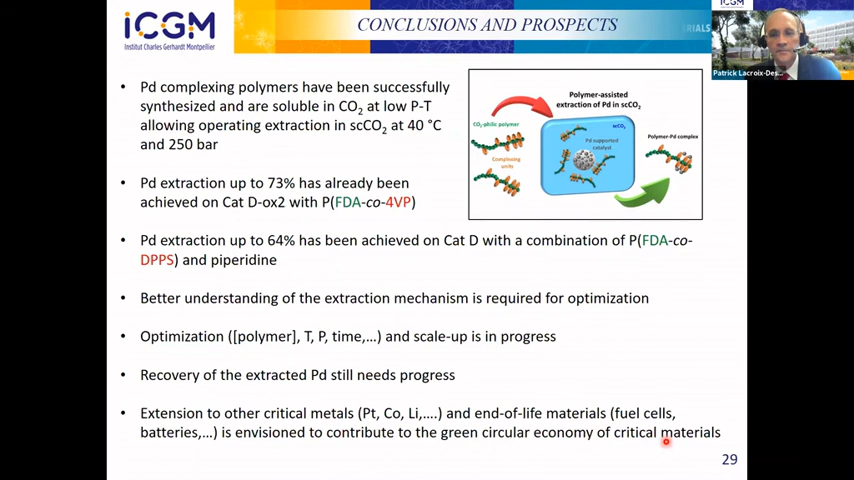 iCGM
Institut Charles Gerhardt Montpellier
CONCLUSIONS AND PROSPECTS
RIALS
iCGM
Patrick Lacroix-Des...
• Pd complexing polymers have been successfully
synthesized and are soluble in CO2 at low P-T
allowing operating extraction in scCO2 at 40 °C
and 250 bar
Polymer-assisted
extraction of Pd in scCO2
CO2-philic polymer
scCO2
Pd supported
catalyst
Polymer-Pd complex
Complexing
units
• Pd extraction up to 73% has already been
achieved on Cat D-ox2 with P(FDA-co-4VP)
• Pd extraction up to 64% has been achieved on Cat D with a combination of P(FDA-co-
DPPS) and piperidine
• Better understanding of the extraction mechanism is required for optimization
• Optimization ([polymer], T, P, time,...) and scale-up is in progress
• Recovery of the extracted Pd still needs progress
• Extension to other critical metals (Pt, Co, Li,....) and end-of-life materials (fuel cells,
batteries,...) is envisioned to contribute to the green circular economy of critical materials
29